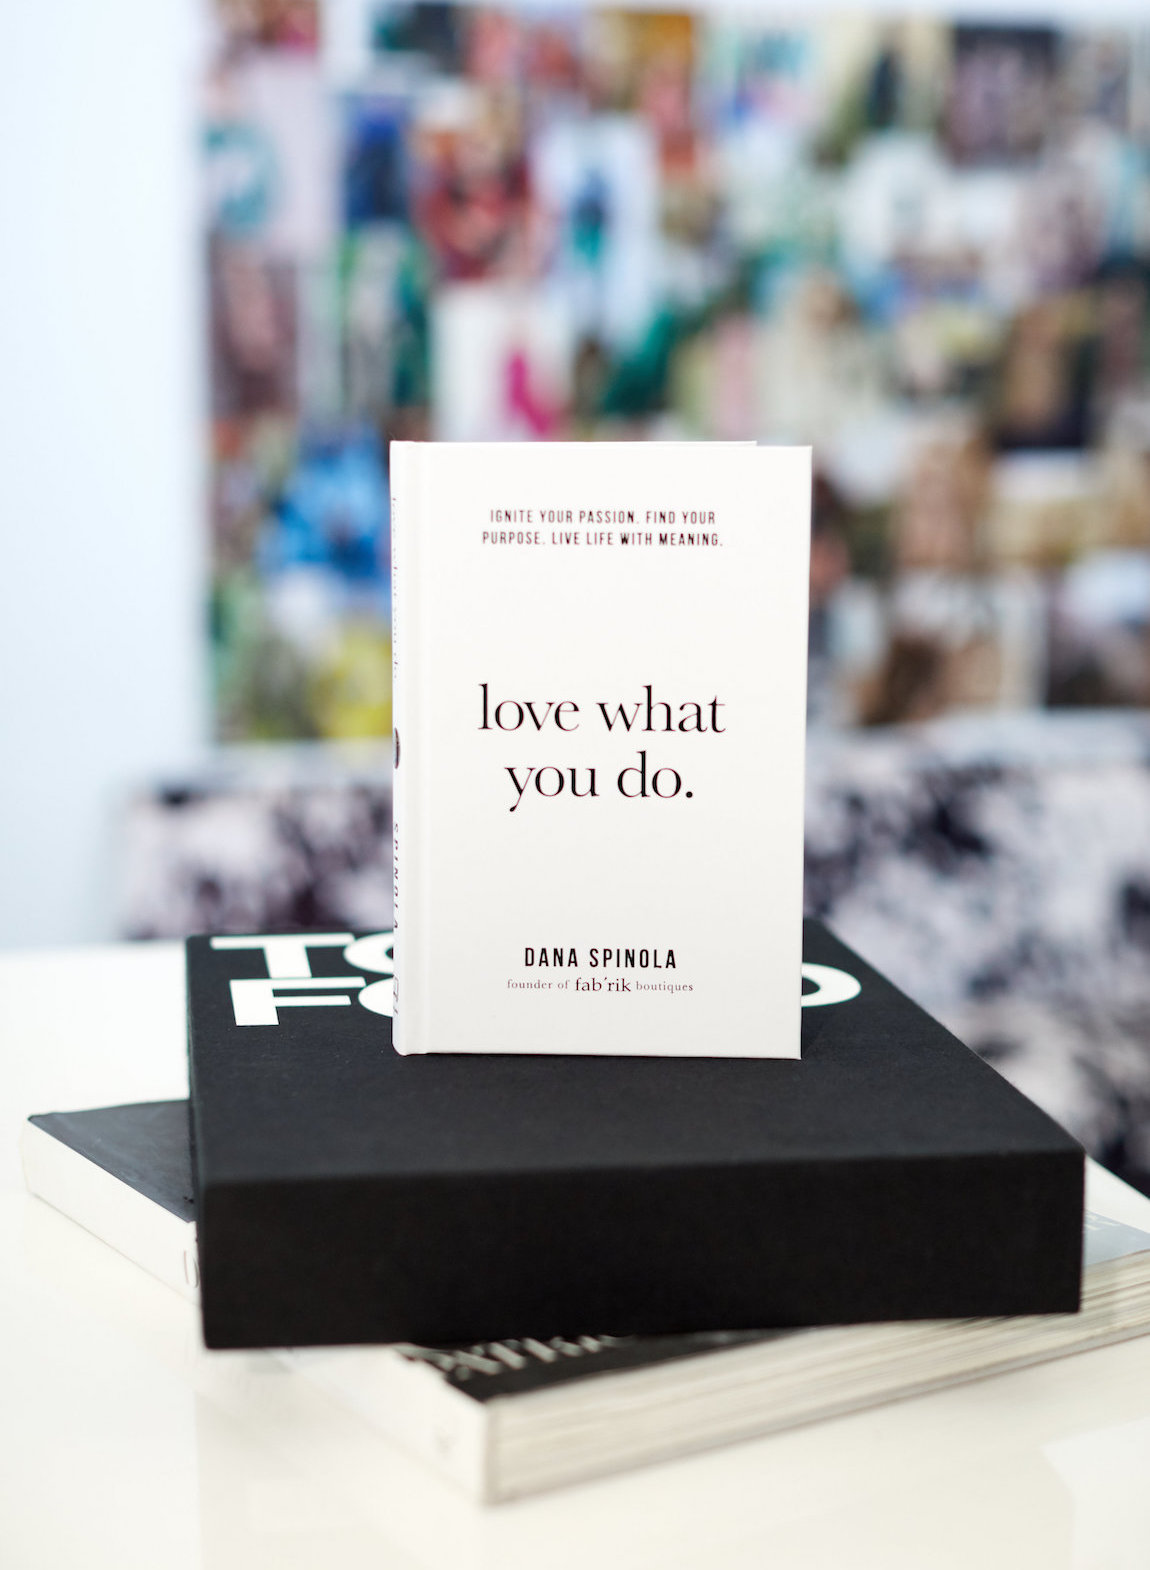 IGNITE YOUR PASSION. FIND YOUR
PURPOSE. LIVE LIFE WITH MEANING.
love what
you do.
DANA SPINOLA
founder of fab'rik boutiques
SPINOLA